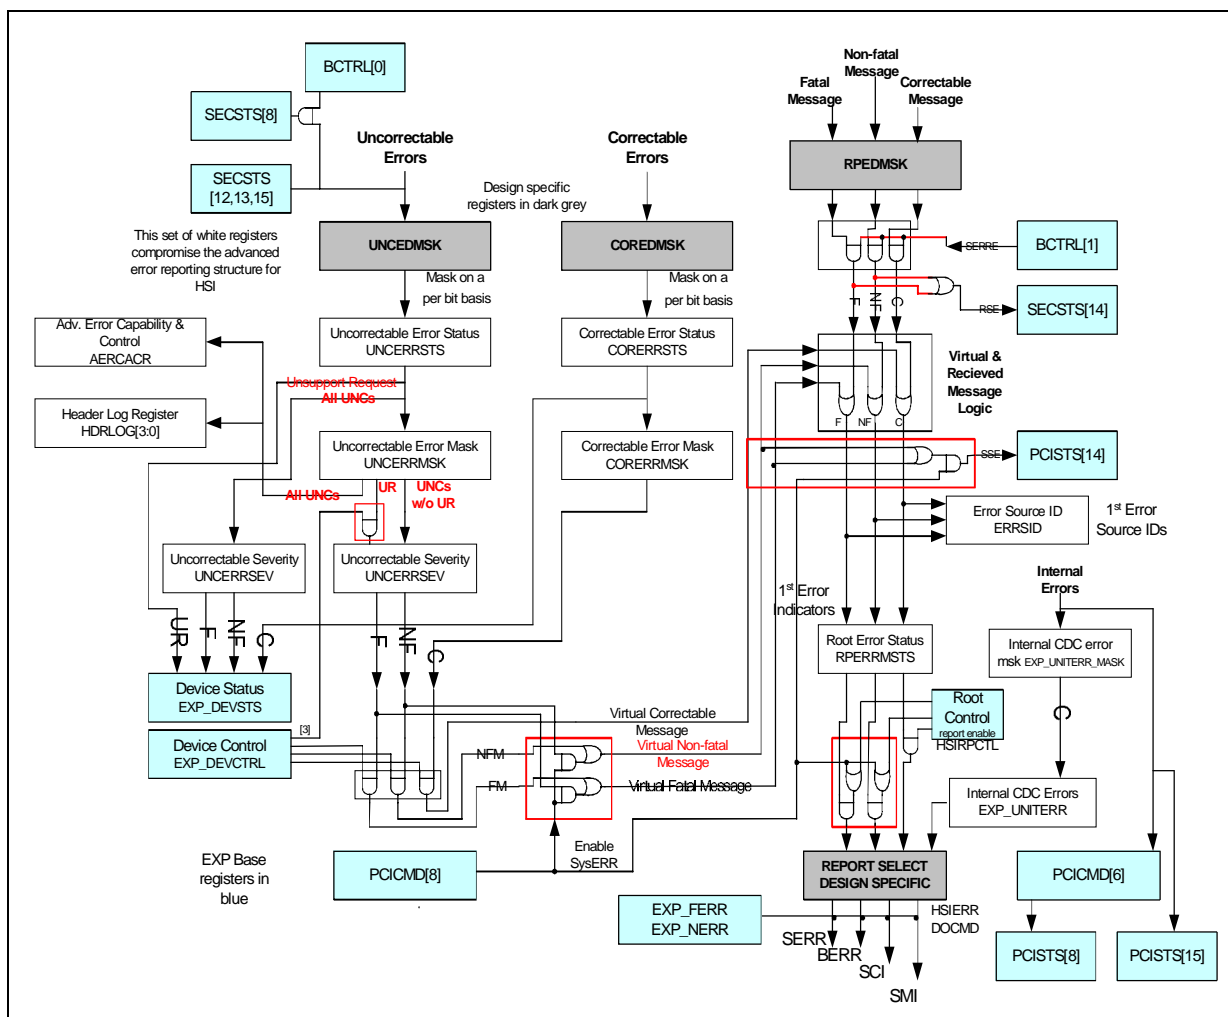 BCTRL[0]
SECSTS[8]
SECSTS
[12,13,15]
This set of white registers
compromise the advanced
error reporting structure for
HSI
Uncorrectable
Errors
Correctable
Errors
Design specific
registers in dark grey
UNCEDMSK
COREDMSK
Mask on a
per bit basis
Mask on a
per bit basis
Non-fatal
Message
Fatal
Message
Correctable
Message
RPEDMSK
SERRE
BCTRL[1]
RSE
SECSTS[14]
F
NF
C
Adv. Error Capability &
Control
AERCACR
Uncorrectable Error Status
UNCERRSTS
Correctable Error Status
CORERRSTS
Virtual &
Recieved
Message
Logic
Unsupport Request
All UNCs
Header Log Register
HDRLOG[3:0]
Uncorrectable Error Mask
UNCERRMSK
Correctable Error Mask
CORERRMSK
F
NF
C
SSE
PCISTS[14]
All UNCs
UR
UNCs
w/o UR
Error Source ID
ERRSID
1st Error
Source IDs
Uncorrectable Severity
UNCERRSEV
Uncorrectable Severity
UNCERRSEV
1st Error
Indicators
Internal
Errors
UR
F
NF
C
F
NF
C
Root Error Status
RPERRMSTS
Internal CDC error
msk EXP_UNITERR_MASK
C
Device Status
EXP_DEVSTS
[3]
Device Control
EXP_DEVCTRL
Virtual Correctable
Message
Root
Control
report enable
HSIRPCTL
NFM
Virtual Non-fatal
Message
FM
Virtual Fatal Message
Internal CDC Errors
EXP_UNITERR
Enable
SysERR
EXP Base
registers in
blue
PCICMD[8]
REPORT SELECT
DESIGN SPECIFIC
PCICMD[6]
EXP_FERR
EXP_NERR
HSIERR
DOCMD
SERR
BERR
SCI
SMI
PCISTS[8]
PCISTS[15]